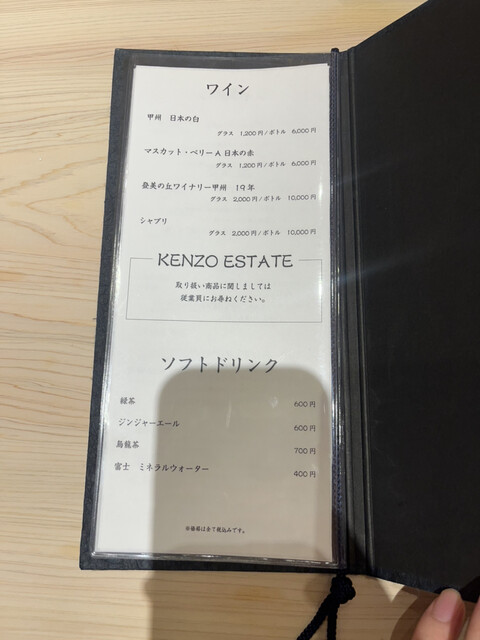 ワイン
甲州 日本の白
グラス 1,200円/ボトル 6,000円
マスカット・ベリーA 日本の赤
グラス 1,200円/ボトル 6,000円
登美の丘ワイナリー甲州 19年
グラス 2,000円/ボトル 10,000円
シャブリ
グラス 2,000円/ボトル 10,000円
KENZO ESTATE
取り扱い商品に関しましては
従業員にお尋ねください。
ソフトドリンク
緑茶 600円
ジンジャーエール 600円
烏龍茶 700円
富士 ミネラルウォーター 400円
※価格は全て税込みです。